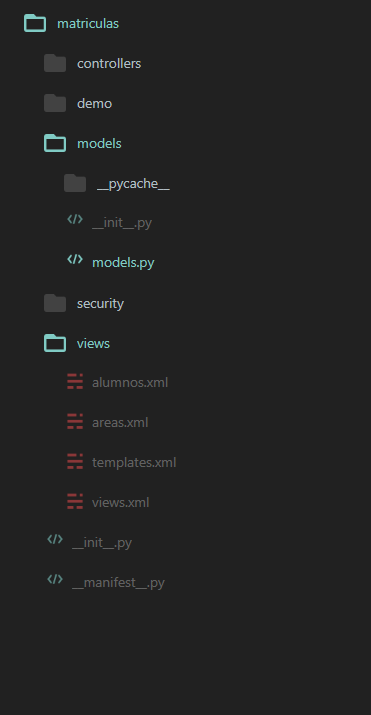 matriculas
controllers
demo
models
__pycache__
__init__.py
models.py
security
views
alumnos.xml
areas.xml
templates.xml
views.xml
__init__.py
__manifest__.py